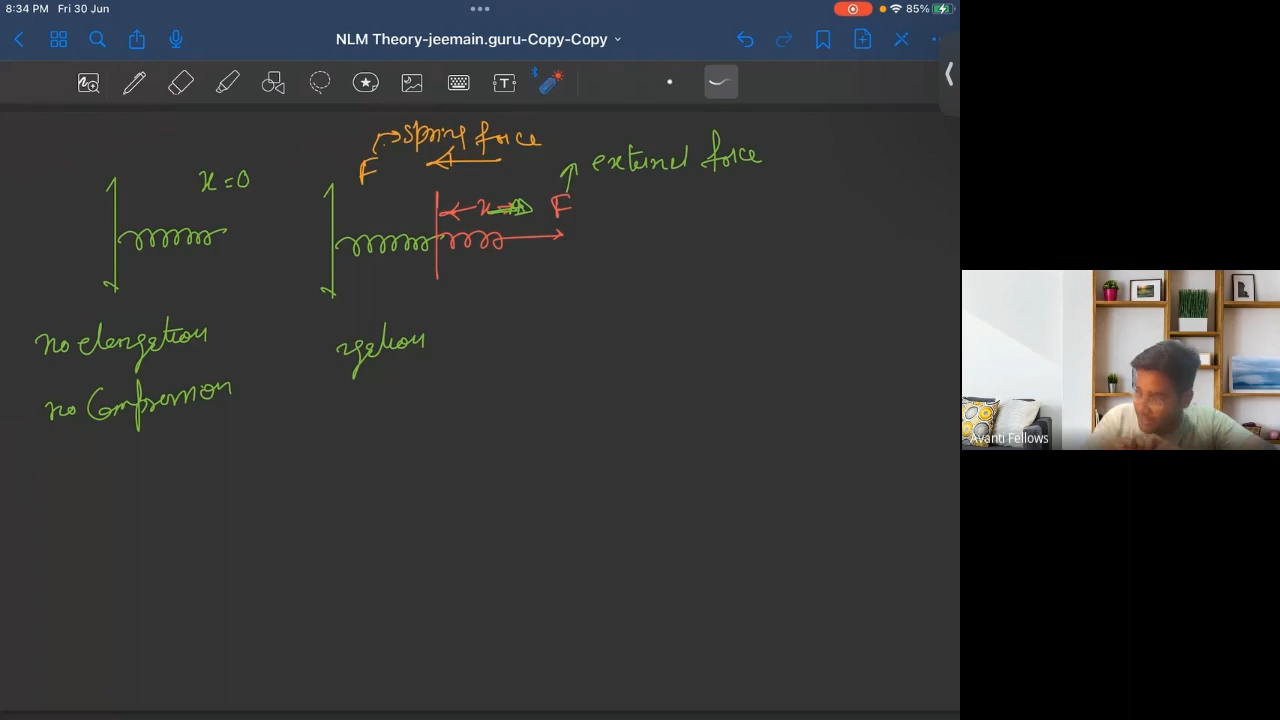 8:34 PM Fri 30 Jun
85%
NLM Theory-jeemain.guru-Copy-Copy
T
spring force
F
external force
x = 0
x
F
no elongation
no Compression
Avanti Fellows